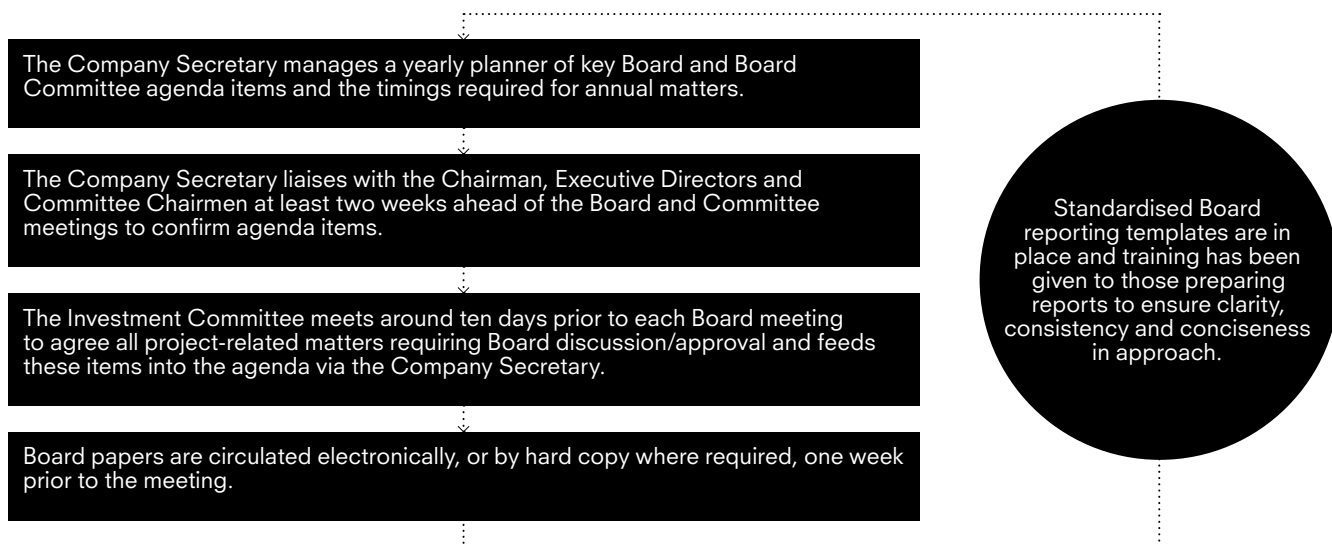 The Company Secretary manages a yearly planner of key Board and Board
Committee agenda items and the timings required for annual matters.
The Company Secretary liaises with the Chairman, Executive Directors and
Committee Chairmen at least two weeks ahead of the Board and Committee
meetings to confirm agenda items.
The Investment Committee meets around ten days prior to each Board meeting
to agree all project-related matters requiring Board discussion/approval and feeds
these items into the agenda via the Company Secretary.
Board papers are circulated electronically, or by hard copy where required, one week
prior to the meeting.
Standardised Board
reporting templates are in
place and training has been
given to those preparing
reports to ensure clarity,
consistency and conciseness
in approach.